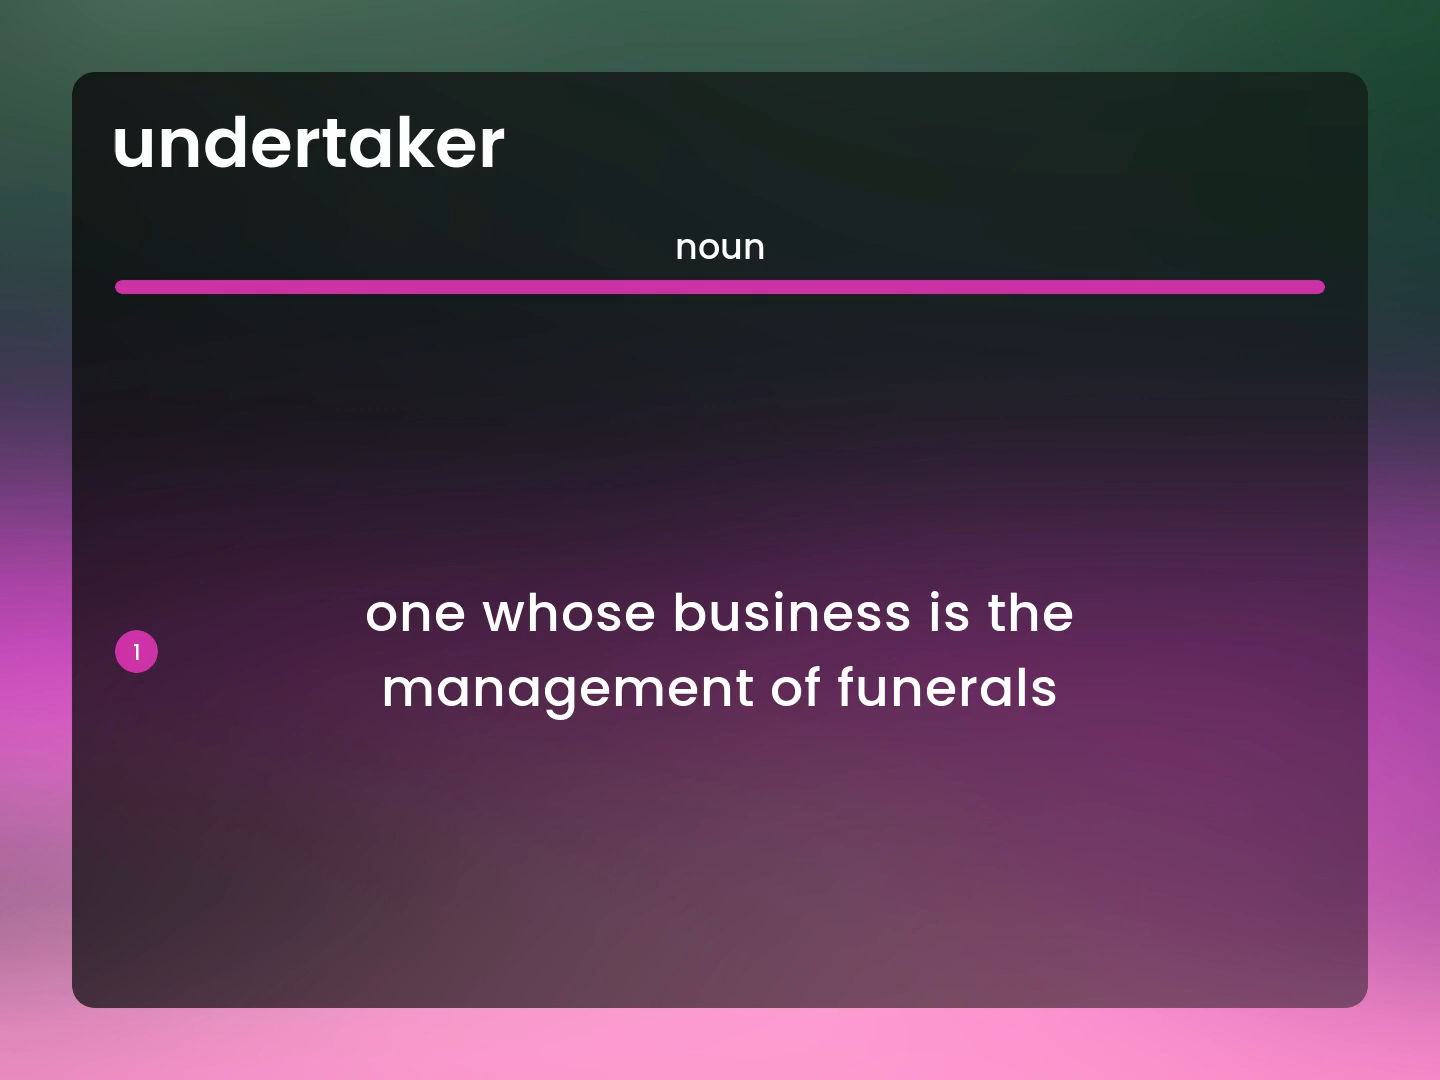 undertaker
noun
1
one whose business is the
management of funerals